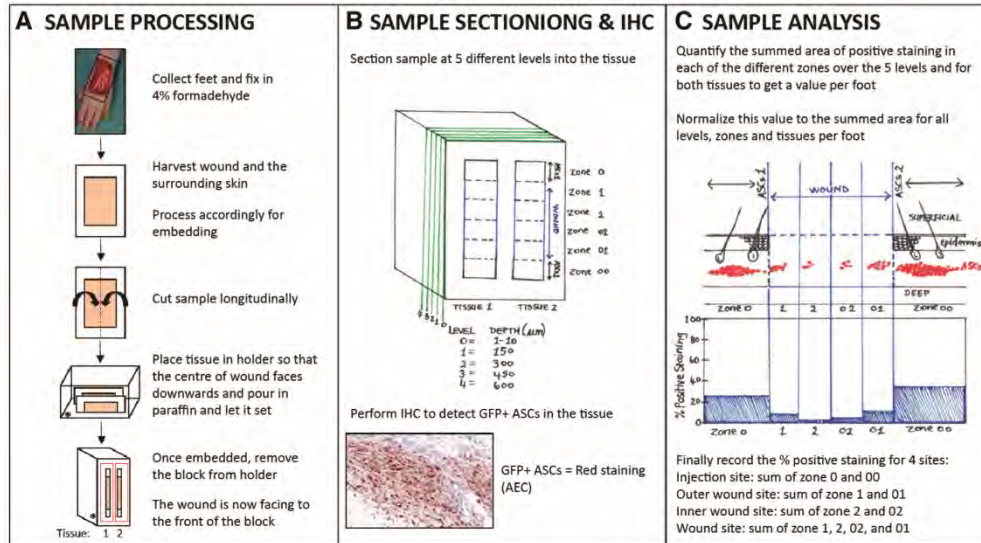 A SAMPLE PROCESSING
Collect feet and fix in
4% formadehyde
Harvest wound and the
surrounding skin
Process accordingly for
embedding
Cut sample longitudinally
Place tissue in holder so that
the centre of wound faces
downwards and pour in
paraffin and let it set
Once embedded, remove
the block from holder
The wound is now facing to
the front of the block
Tissue: 1 2
B SAMPLE SECTIONIONG & IHC
Section sample at 5 different levels into the tissue
Zone 0
Zone 1
WOUND
Zone 2
Zone 02
Zone 01
Zone 00
TISSUE 1 TISSUE 2
4 3 2 1 0
LEVEL DEPTH (μm)
0= 1-10
1= 150
2= 300
3= 450
4= 600
Perform IHC to detect GFP+ ASCs in the tissue
GFP+ ASCs = Red staining
(AEC)
C SAMPLE ANALYSIS
Quantify the summed area of positive staining in
each of the different zones over the 5 levels and for
both tissues to get a value per foot
Normalize this value to the summed area for all
levels, zones and tissues per foot
ASCs 1
WOUND
ASCs 2
SUPERFICIAL
epidermis
ASCs
DEEP
Zone 0 1 2 02 01 Zone 00
% Positive Staining
100
80
60
40
20
0
Zone 0 1 2 02 01 Zone 00
Finally record the % positive staining for 4 sites:
Injection site: sum of zone 0 and 00
Outer wound site: sum of zone 1 and 01
Inner wound site: sum of zone 2 and 02
Wound site: sum of zone 1, 2, 02, and 01